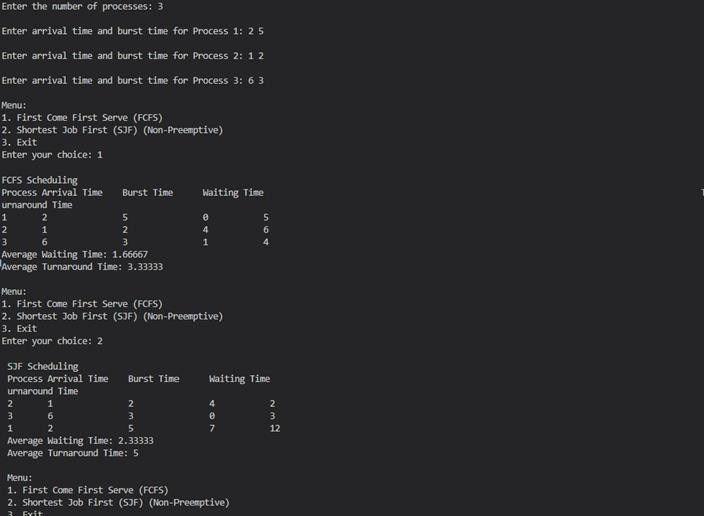 Enter the number of processes: 3
Enter arrival time and burst time for Process 1: 2 5
Enter arrival time and burst time for Process 2: 1 2
Enter arrival time and burst time for Process 3: 6 3
Menu:
1. First Come First Serve (FCFS)
2. Shortest Job First (SJF) (Non-Preemptive)
3. Exit
Enter your choice: 1
FCFS Scheduling
Process Arrival Time Burst Time Waiting Time T
urnaround Time
1 2 5 0 5
2 1 2 4 6
3 6 3 1 4
Average Waiting Time: 1.66667
Average Turnaround Time: 3.33333
Menu:
1. First Come First Serve (FCFS)
2. Shortest Job First (SJF) (Non-Preemptive)
3. Exit
Enter your choice: 2
SJF Scheduling
Process Arrival Time Burst Time Waiting Time
urnaround Time
2 1 2 4 2
3 6 3 0 3
1 2 5 7 12
Average Waiting Time: 2.33333
Average Turnaround Time: 5
Menu:
1. First Come First Serve (FCFS)
2. Shortest Job First (SJF) (Non-Preemptive)
3. Exit